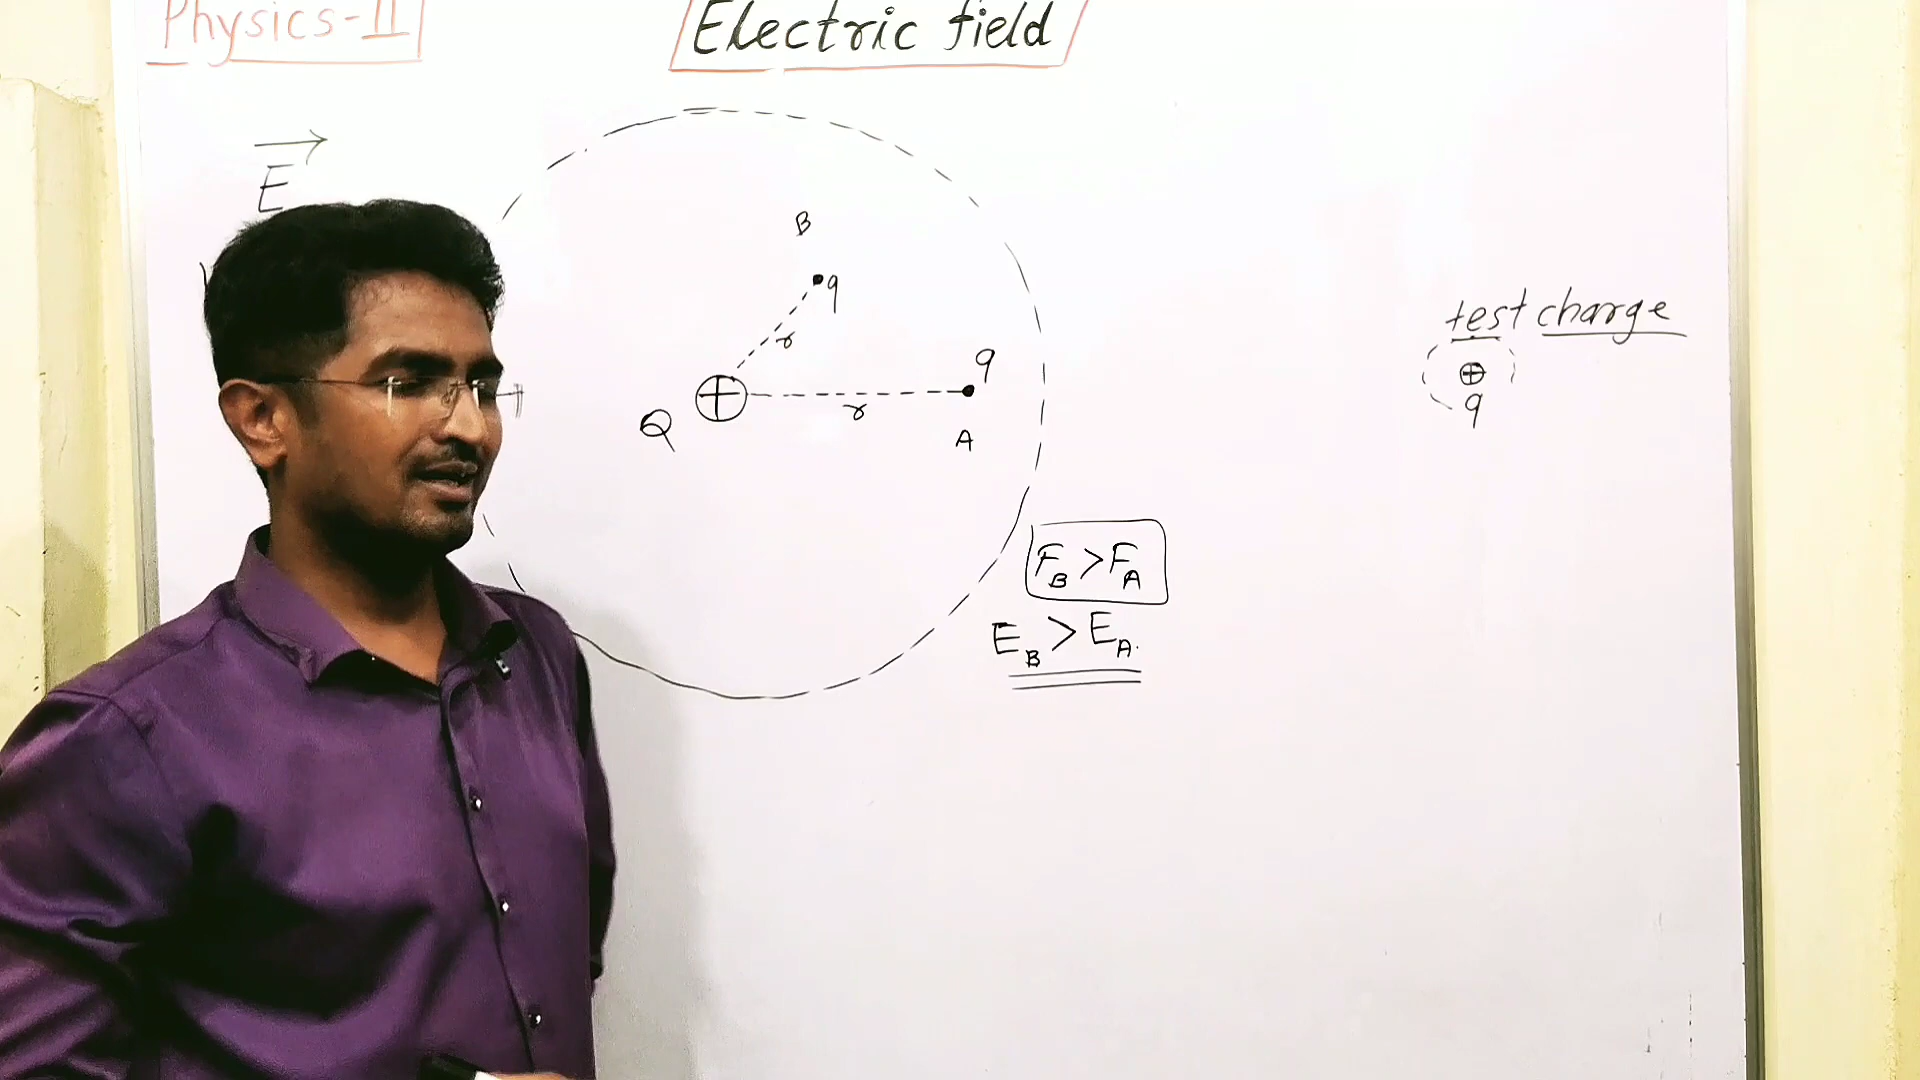 Physics-II
Electric field
E
B
q
r
q
r
Q
A
test charge
q
F_B > F_A
E_B > E_A.